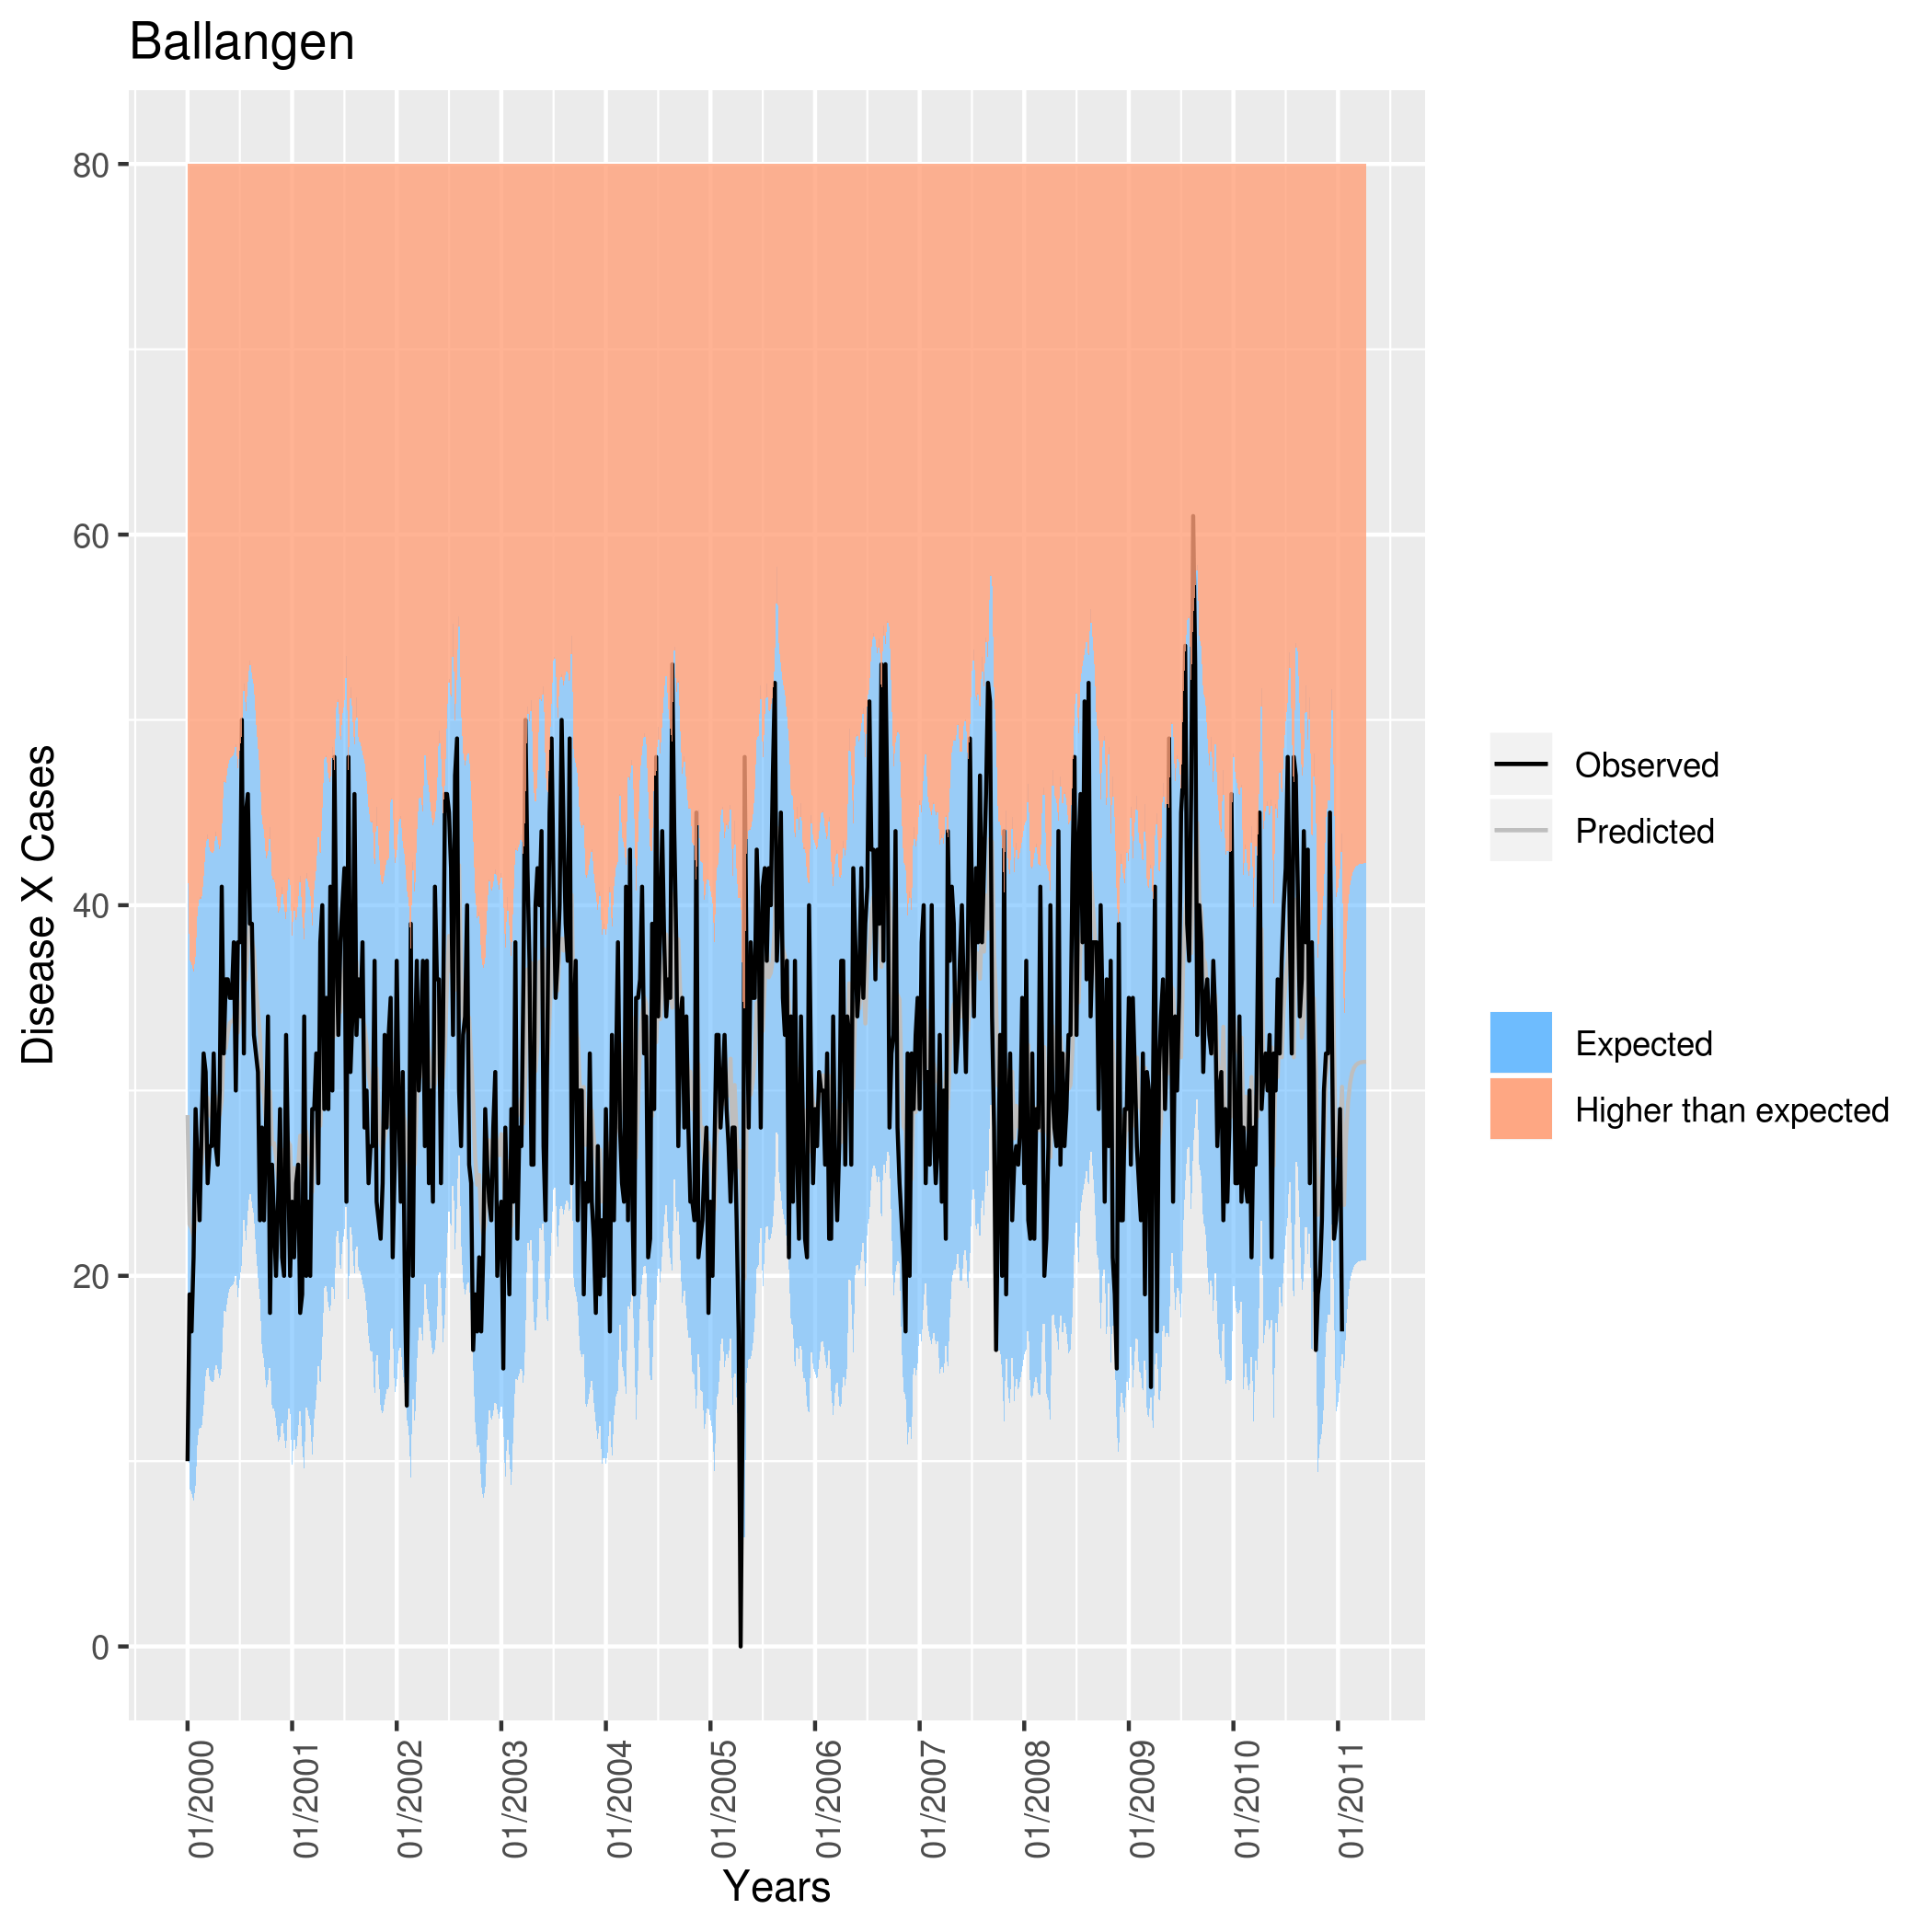 Ballangen
80
60
40
20
0
Disease X Cases
01/2000
01/2001
01/2002
01/2003
01/2004
01/2005
01/2006
01/2007
01/2008
01/2009
01/2010
01/2011
Years
Observed
Predicted
Expected
Higher than expected